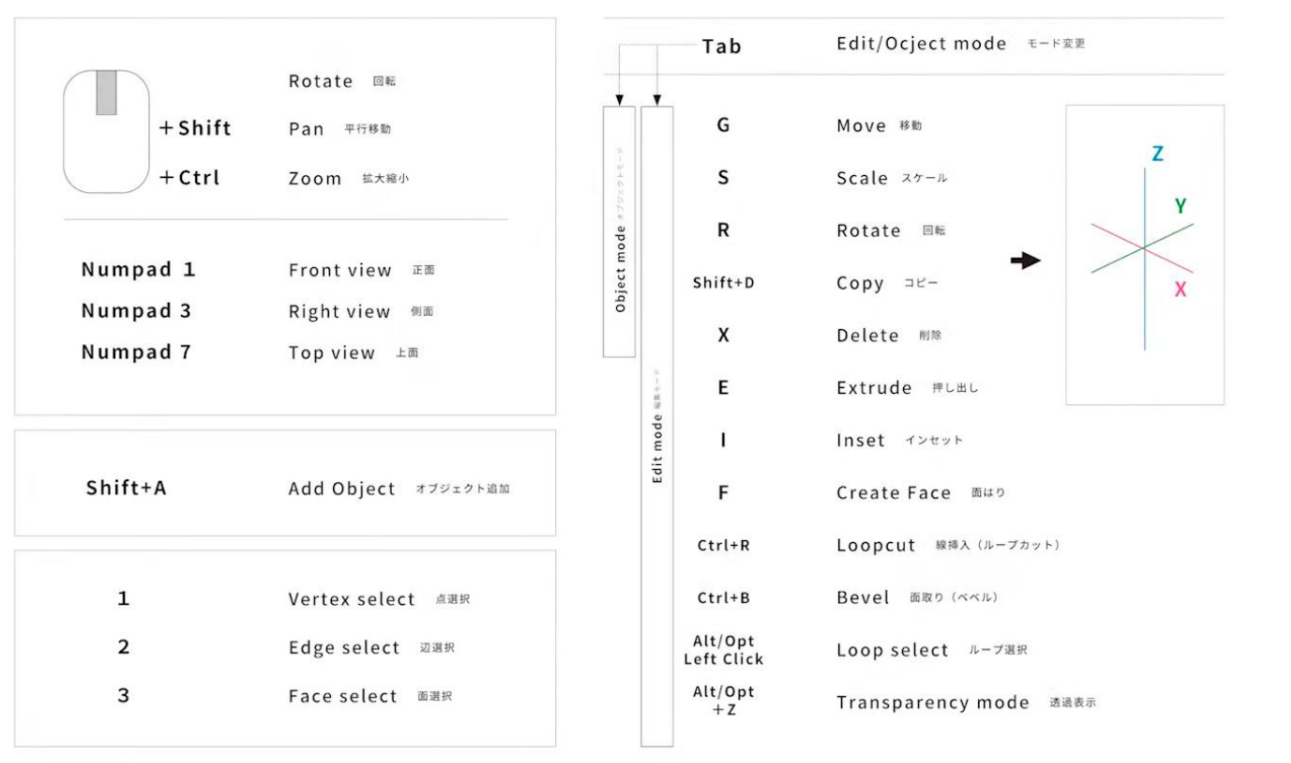 Rotate 回転
+Shift Pan 平行移動
+Ctrl Zoom 拡大縮小
Numpad 1 Front view 正面
Numpad 3 Right view 側面
Numpad 7 Top view 上面
Shift+A Add Object オブジェクト追加
1 Vertex select 点選択
2 Edge select 辺選択
3 Face select 面選択
Tab Edit/Ocject mode モード変更
Object mode オブジェクトモード
Edit mode 編集モード
G Move 移動
S Scale スケール
R Rotate 回転
Shift+D Copy コピー
X Delete 削除
E Extrude 押し出し
I Inset インセット
F Create Face 面はり
Ctrl+R Loopcut 線挿入（ループカット）
Ctrl+B Bevel 面取り（ベベル）
Alt/Opt
Left Click Loop select ループ選択
Alt/Opt
+Z Transparency mode 透過表示
Z
Y
X